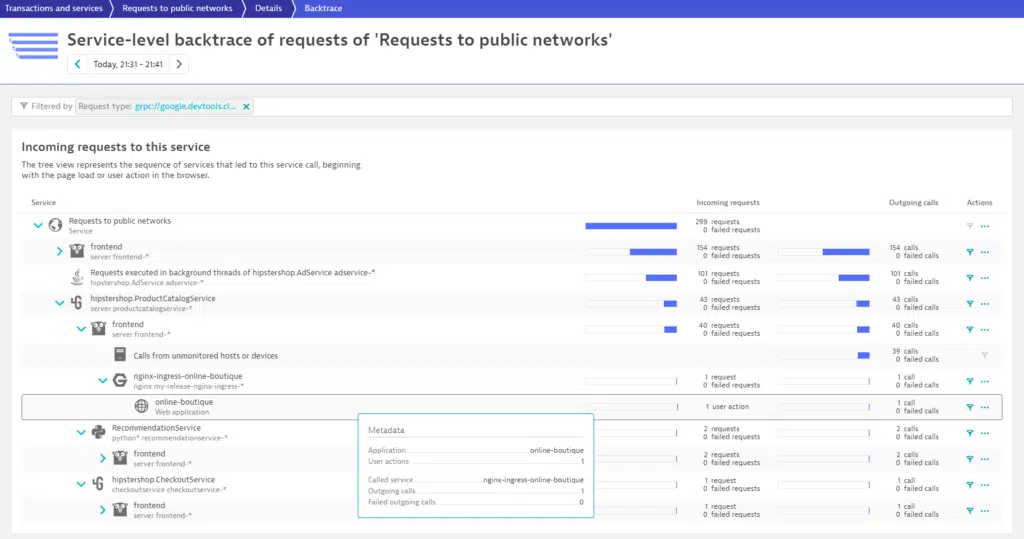 Transactions and services
Requests to public networks
Details
Backtrace
Service-level backtrace of requests of 'Requests to public networks'
Today, 21:31 - 21:41
Filtered by Request type: grpc://google.devtools.cl... ×
Incoming requests to this service
The tree view represents the sequence of services that led to this service call, beginning
with the page load or user action in the browser.
Service Incoming requests Outgoing calls Actions
Requests to public networks 299 requests
Service 0 failed requests
frontend 154 requests 154 calls
server frontend-* 0 failed requests 0 failed calls
Requests executed in background threads of hipstershop.AdService adservice-* 101 requests 101 calls
hipstershop.AdService adservice-* 0 failed requests 0 failed calls
hipstershop.ProductCatalogService 43 requests 43 calls
server productcatalogservice-* 0 failed requests 0 failed calls
frontend 40 requests 40 calls
server frontend-* 0 failed requests 0 failed calls
Calls from unmonitored hosts or devices 39 calls
0 failed calls
nginx-ingress-online-boutique 1 request 1 call
nginx my-release-nginx-ingress-* 0 failed requests 0 failed calls
online-boutique 1 user action 1 call
Web application 0 failed calls
RecommendationService 2 requests 2 calls
python* recommendationservice-* 0 failed requests 0 failed calls
frontend 2 requests 2 calls
server frontend-* 0 failed requests 0 failed calls
hipstershop.CheckoutService 1 request 1 call
checkoutservice checkoutservice-* 0 failed requests 0 failed calls
frontend 1 request 1 call
server frontend-* 0 failed requests 0 failed calls
Metadata
Application online-boutique
User actions 1
Called service nginx-ingress-online-boutique
Outgoing calls 1
Failed outgoing calls 0